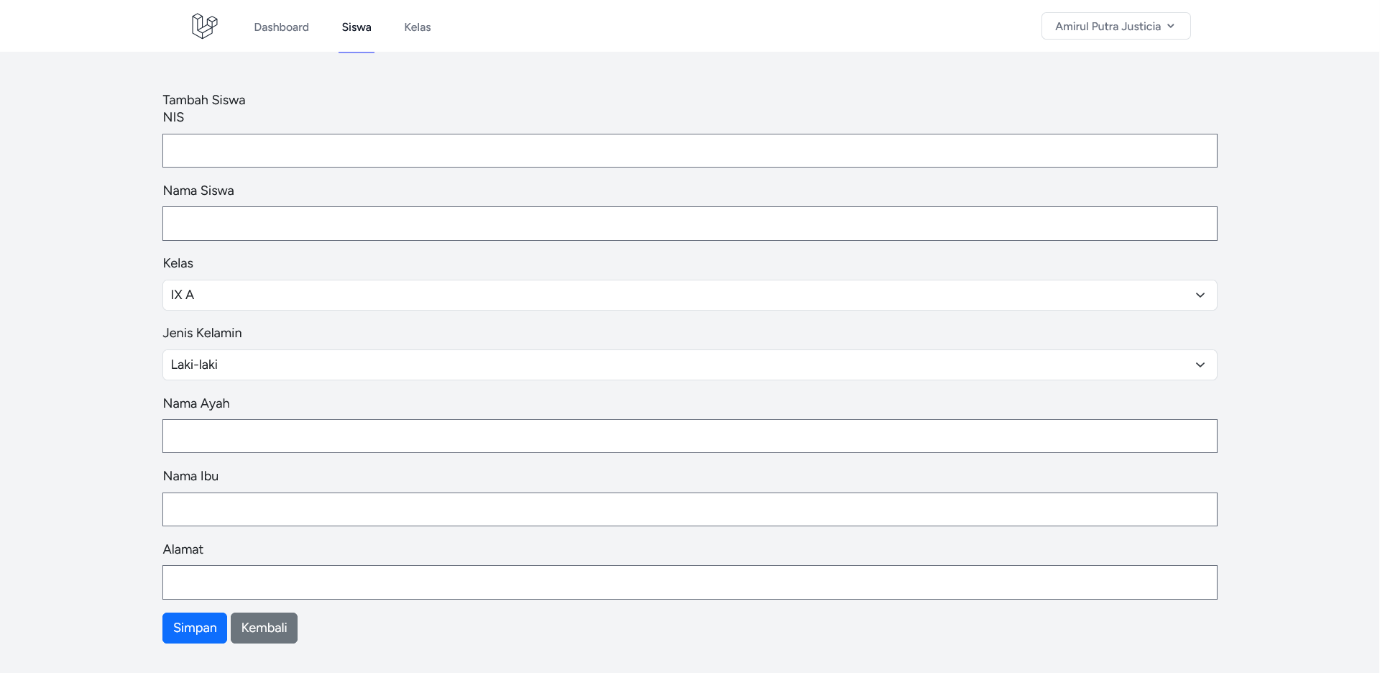 Dashboard Siswa Kelas Amirul Putra Justicia
Tambah Siswa
NIS
Nama Siswa
Kelas
IX A
Jenis Kelamin
Laki-laki
Nama Ayah
Nama Ibu
Alamat
Simpan Kembali